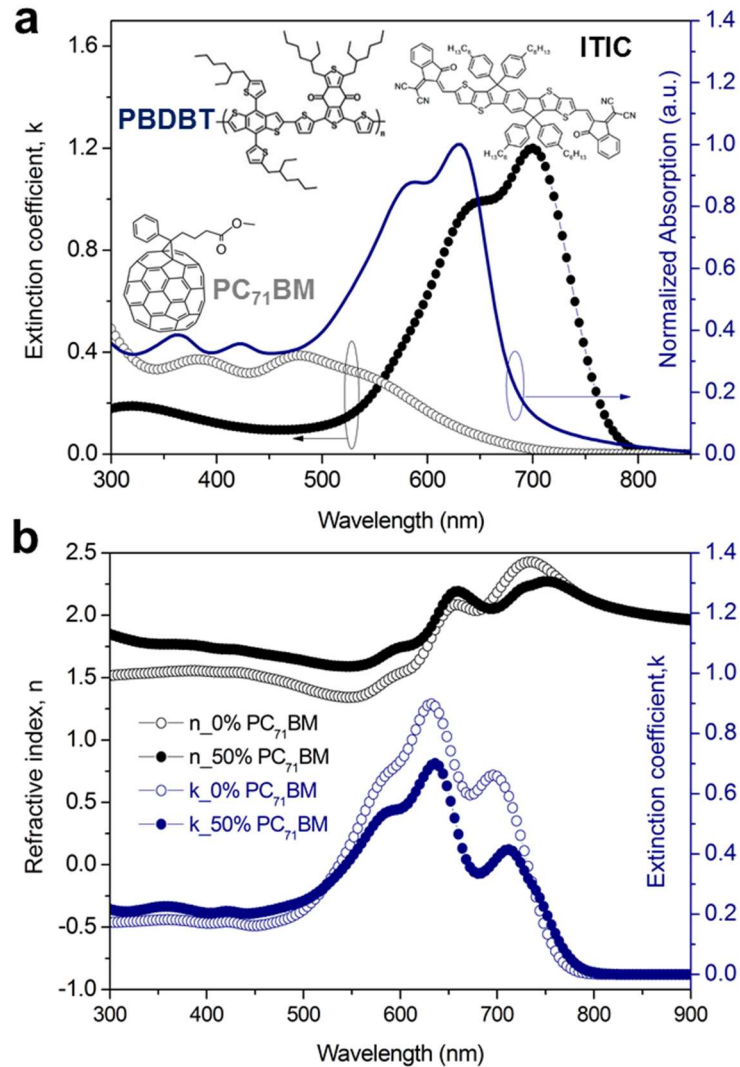 a
1.6
1.2
0.8
0.4
0.0
Extinction coefficient, k
300
400
500
600
700
800
Wavelength (nm)
1.4
1.2
1.0
0.8
0.6
0.4
0.2
0.0
Normalized Absorption (a.u.)
PBDBT
S
S
S
S
S
S
S
O
O
n
ITIC
H₁₃C₆
C₆H₁₃
H₁₃C₆
C₆H₁₃
NC
CN
O
S
S
S
S
O
NC
CN
O
O
PC₇₁BM
b
2.5
2.0
1.5
1.0
0.5
0.0
-0.5
-1.0
Refractive index, n
n_0% PC₇₁BM
n_50% PC₇₁BM
k_0% PC₇₁BM
k_50% PC₇₁BM
300
400
500
600
700
800
900
Wavelength (nm)
1.4
1.2
1.0
0.8
0.6
0.4
0.2
0.0
Extinction coefficient,k